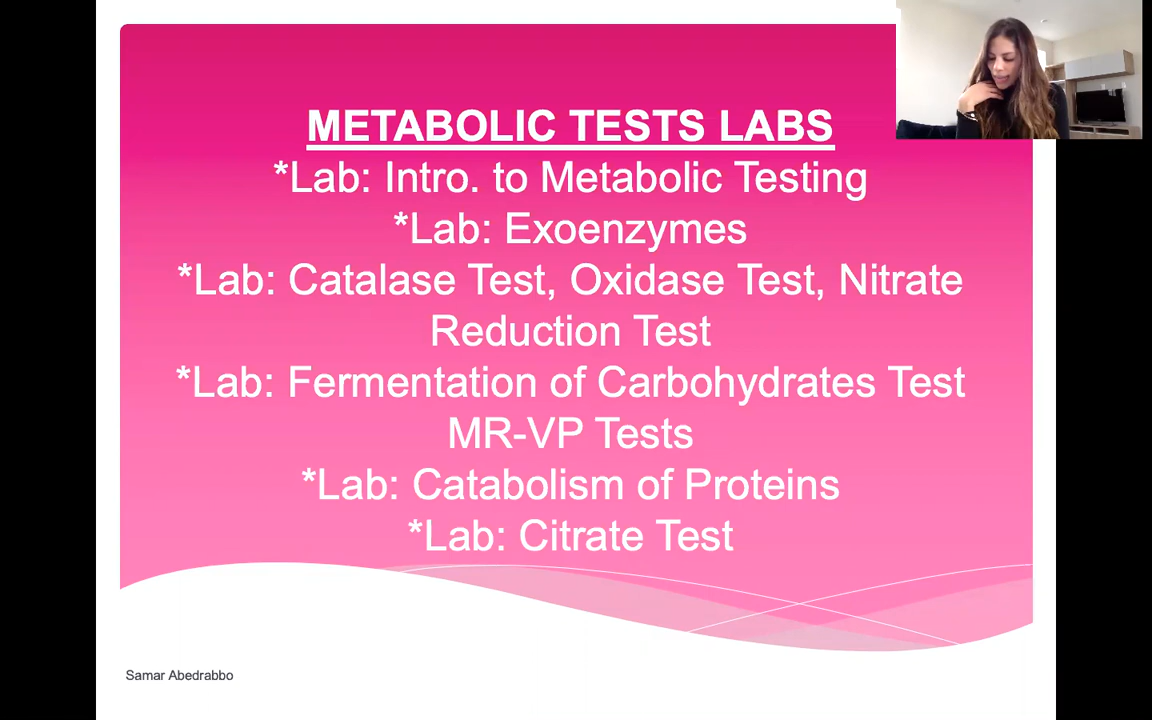 METABOLIC TESTS LABS
*Lab: Intro. to Metabolic Testing
*Lab: Exoenzymes
*Lab: Catalase Test, Oxidase Test, Nitrate
Reduction Test
*Lab: Fermentation of Carbohydrates Test
MR-VP Tests
*Lab: Catabolism of Proteins
*Lab: Citrate Test
Samar Abedrabbo